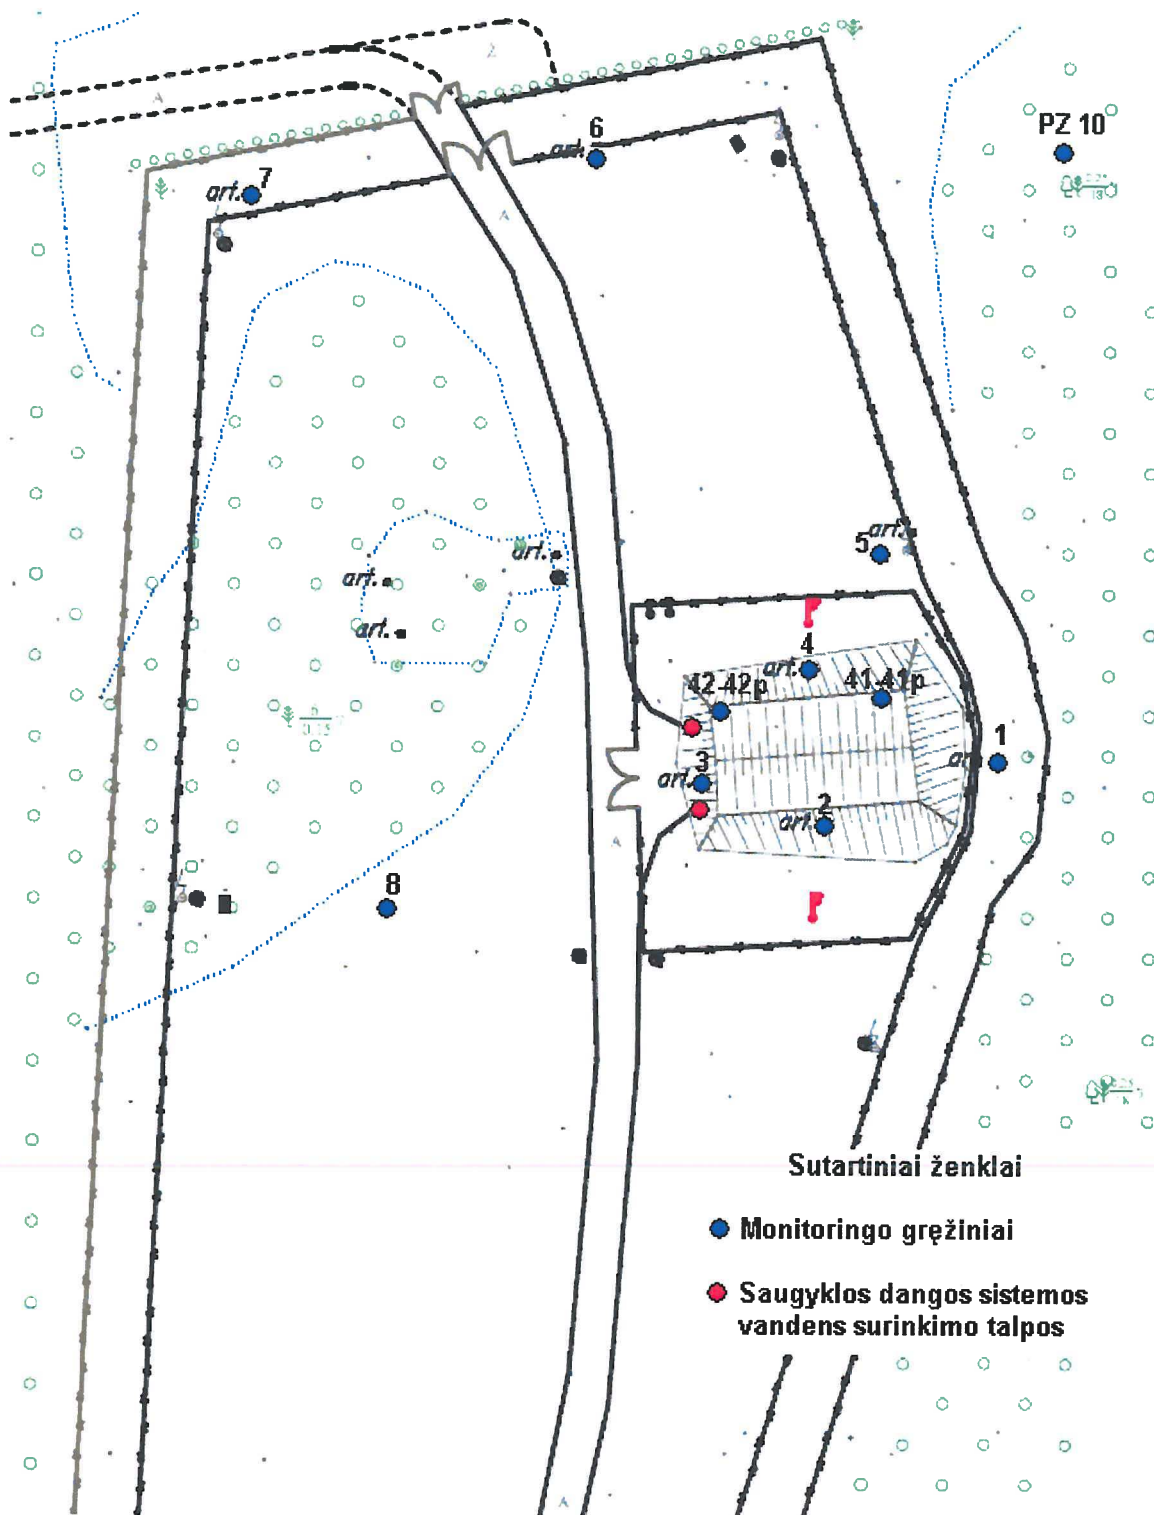 PZ 10
6
art.
7
art.
A
A
art.
5
art.
art.
art.
4
art.
42-42p
41-41p
1
3
art.
2
art.
A
8
Sutartiniai ženklai
Monitoringo gręžiniai
Saugyklos dangos sistemos
vandens surinkimo talpos
A